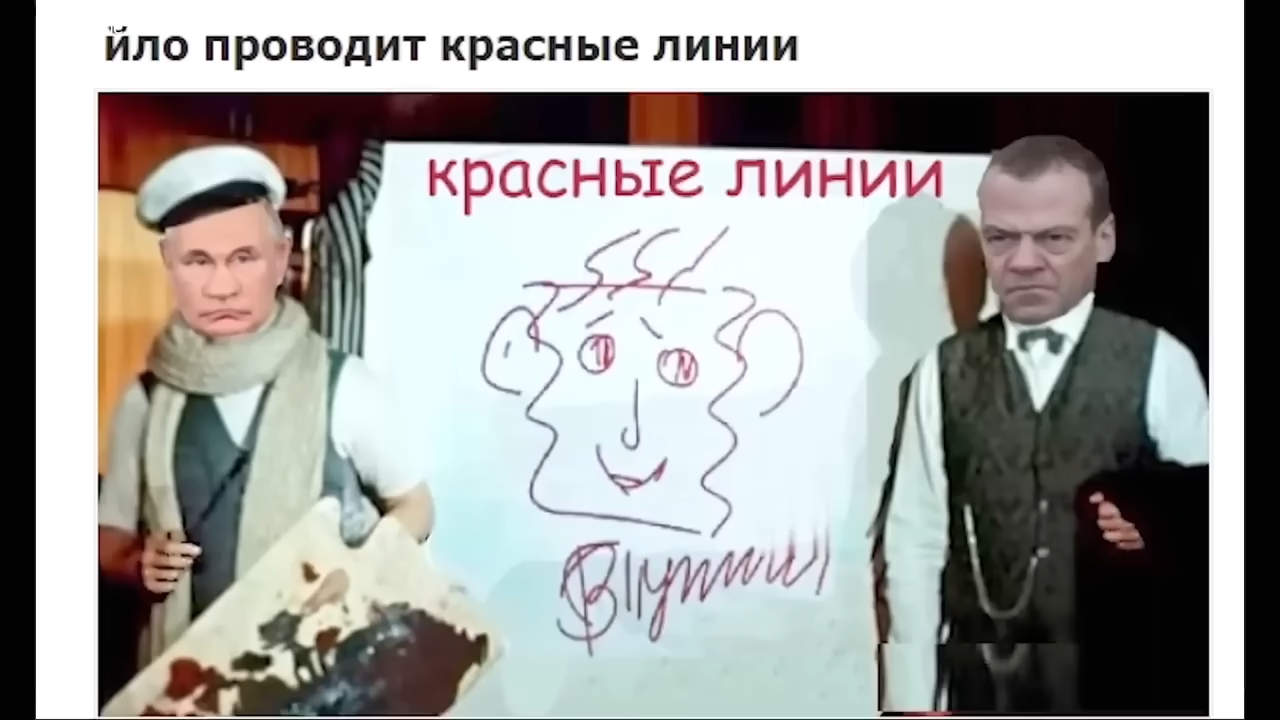 йло проводит красные линии
красные линии